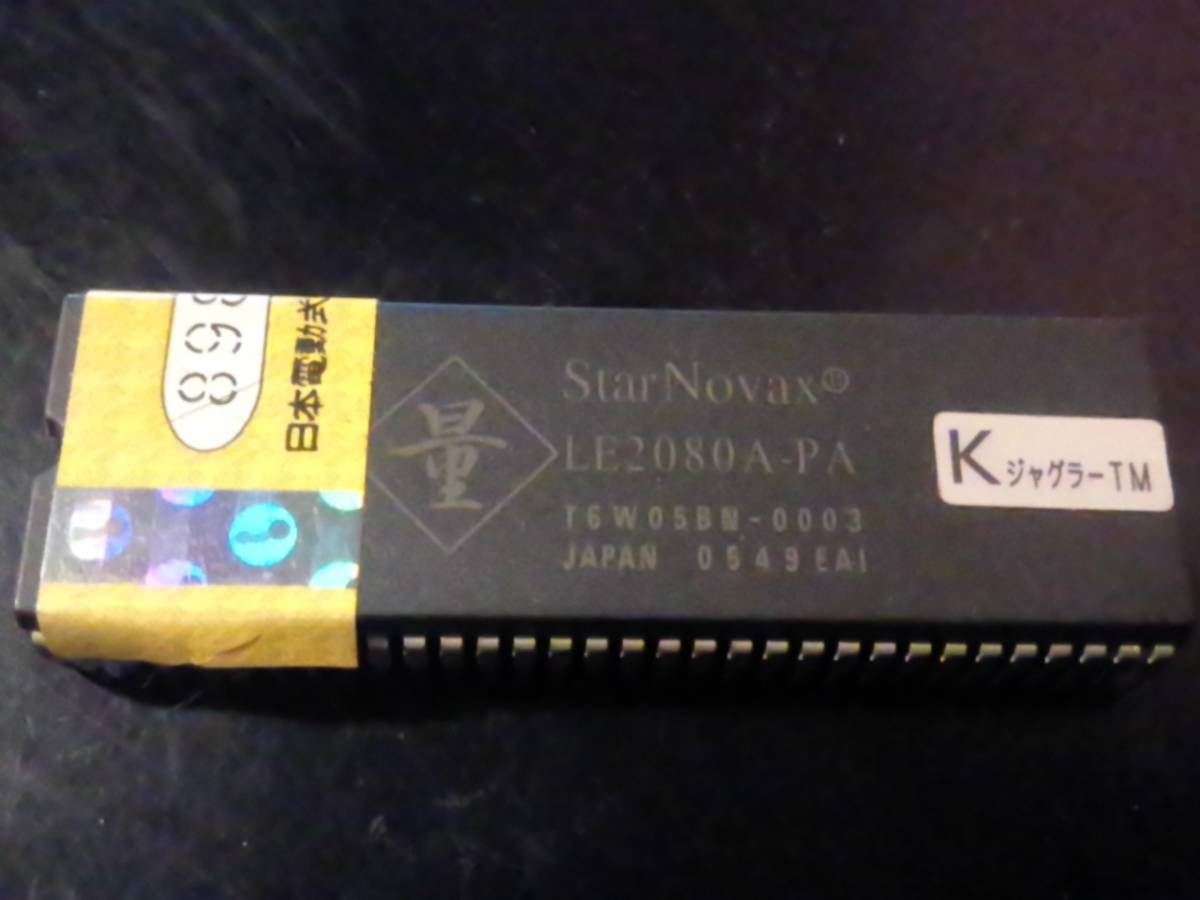 898
日本電動式
量
StarNovax®
LE2080A-PA
T6W05BN-0003
JAPAN 0549EAI
K ジャグラーTM